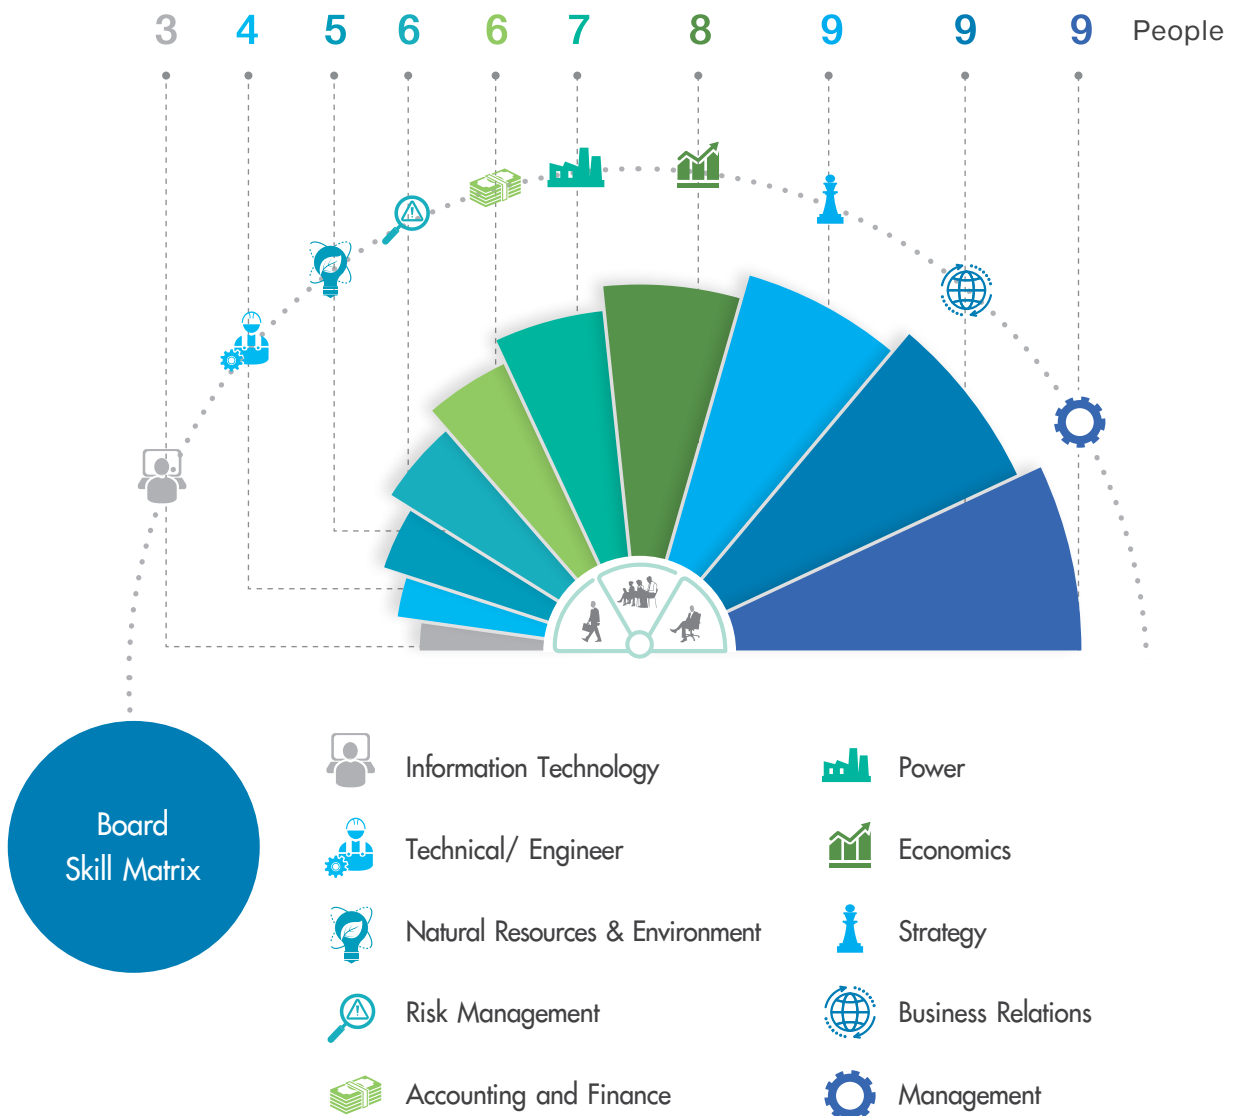 3 4 5 6 6 7 8 9 9 9 People
Board
Skill Matrix
Information Technology
Technical/ Engineer
Natural Resources & Environment
Risk Management
Accounting and Finance
Power
Economics
Strategy
Business Relations
Management